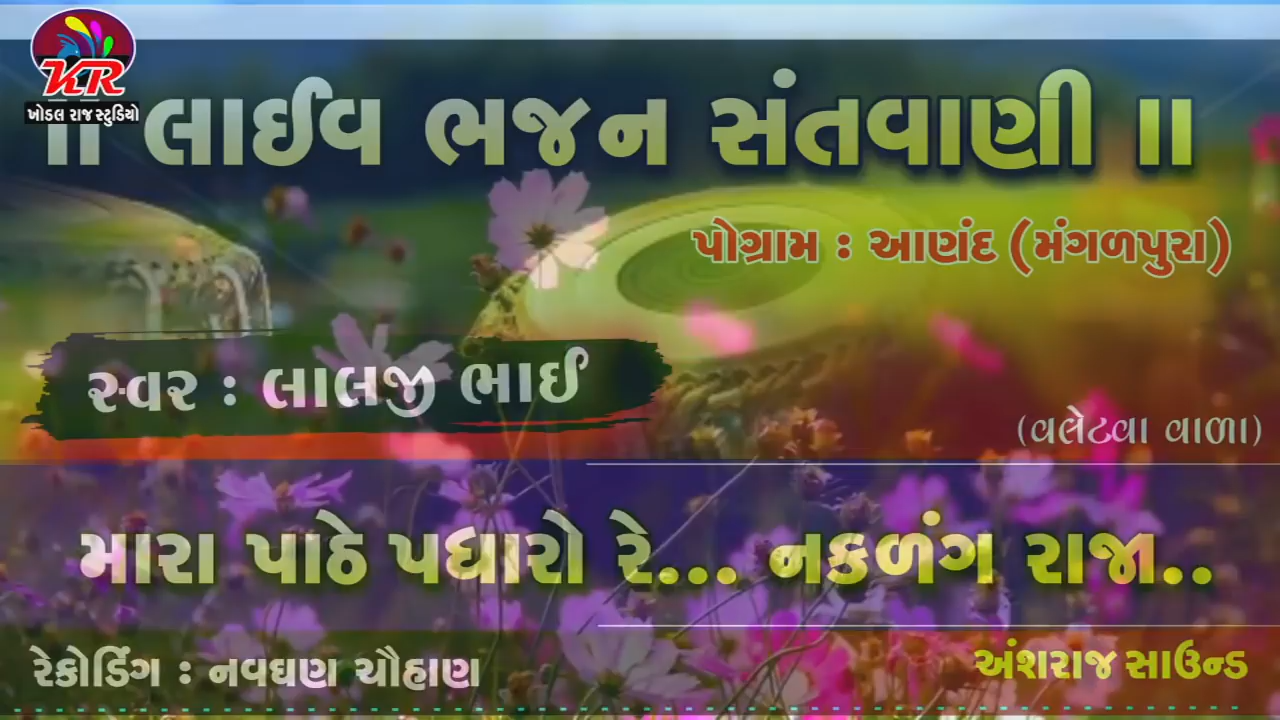 KR
ખોડલ રાજ સ્ટુડિયો
॥ લાઈવ ભજન સંતવાણી ॥
પોગ્રામ : આણંદ (મંગળપુરા)
સ્વર : લાલજી ભાઈ
(વલેટવા વાળા)
મારા પાઠે પધારો રે... નકળંગ રાજા..
રેકોડિંગ : નવઘણ ચૌહાણ
અંશરાજ સાઉન્ડ